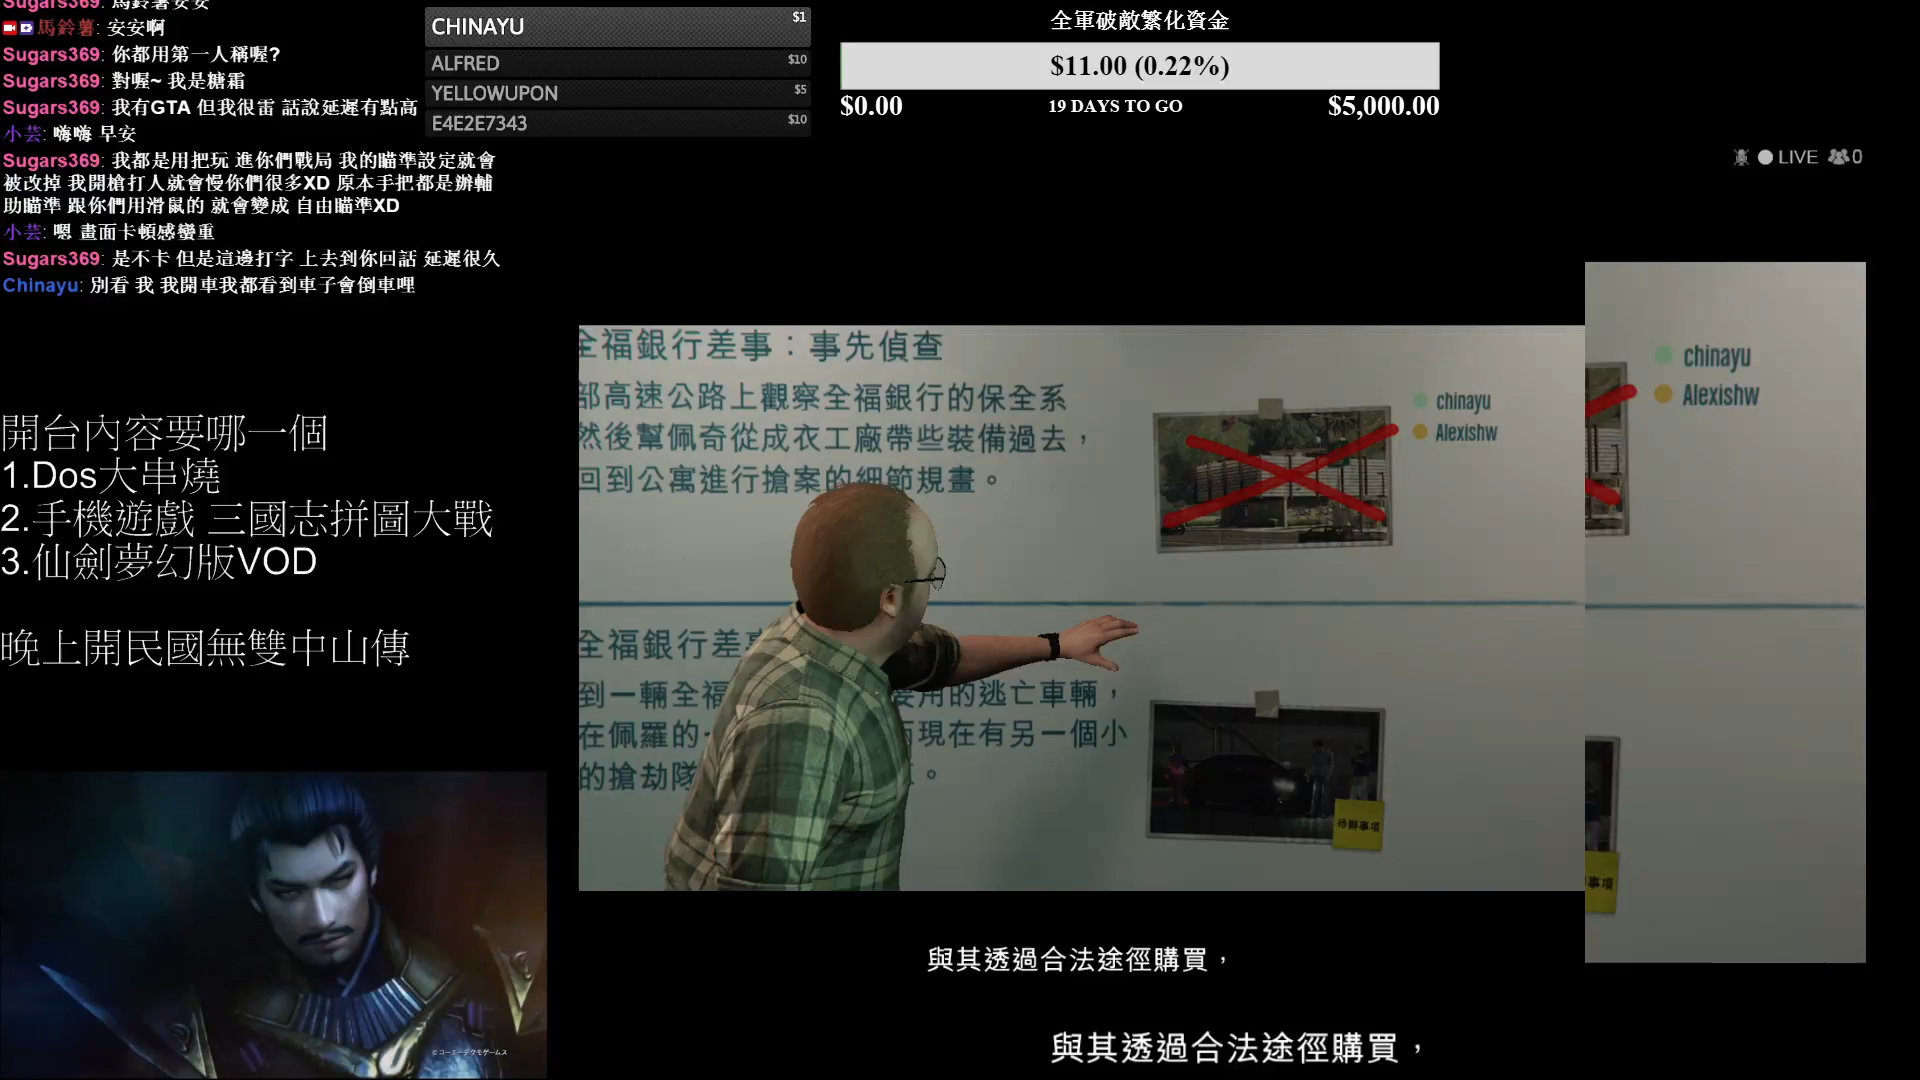 Sugars369: 馬鈴薯安安
馬鈴薯: 安安啊
Sugars369: 你都用第一人稱喔?
Sugars369: 對喔~ 我是糖霜
Sugars369: 我有GTA 但我很雷 話說延遲有點高
小芸: 嗨嗨 早安
Sugars369: 我都是用把玩 進你們戰局 我的瞄準設定就會
被改掉 我開槍打人就會慢你們很多XD 原本手把都是辦輔
助瞄準 跟你們用滑鼠的 就會變成 自由瞄準XD
小芸: 嗯 畫面卡頓感蠻重
Sugars369: 是不卡 但是這邊打字 上去到你回話 延遲很久
Chinayu: 別看 我 我開車我都看到車子會倒車哩
CHINAYU $1
ALFRED $10
YELLOWUPON $5
E4E2E7343 $10
全軍破敵繁化資金
$11.00 (0.22%)
$0.00 19 DAYS TO GO $5,000.00
LIVE 0
開台內容要哪一個
1.Dos大串燒
2.手機遊戲 三國志拼圖大戰
3.仙劍夢幻版VOD
晚上開民國無雙中山傳
全福銀行差事：事先偵查
部高速公路上觀察全福銀行的保全系
然後幫佩奇從成衣工廠帶些裝備過去，
回到公寓進行搶案的細節規畫。
chinayu
Alexishw
全福銀行差
到一輛全福 要用的逃亡車輛，
在佩羅的 現在有另一個小
的搶劫隊 。
chinayu
Alexishw
©コーエーテクモゲームス
與其透過合法途徑購買，
與其透過合法途徑購買，